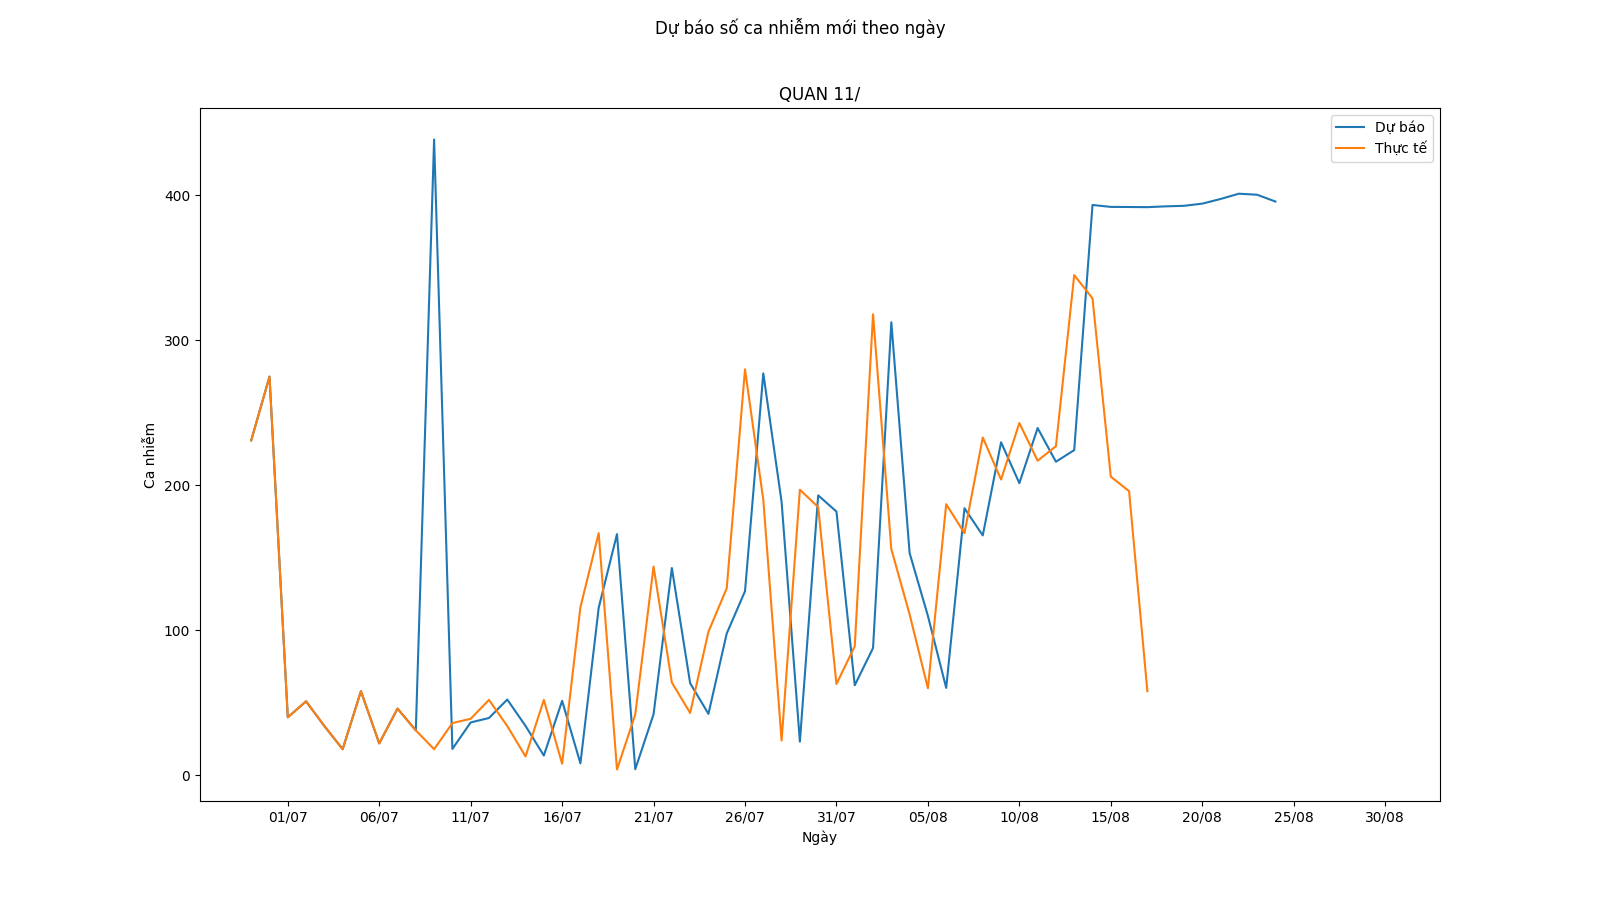 Dự báo số ca nhiễm mới theo ngày
QUAN 11/
Dự báo
Thực tế
Ca nhiễm
400
300
200
100
0
01/07 06/07 11/07 16/07 21/07 26/07 31/07 05/08 10/08 15/08 20/08 25/08 30/08
Ngày